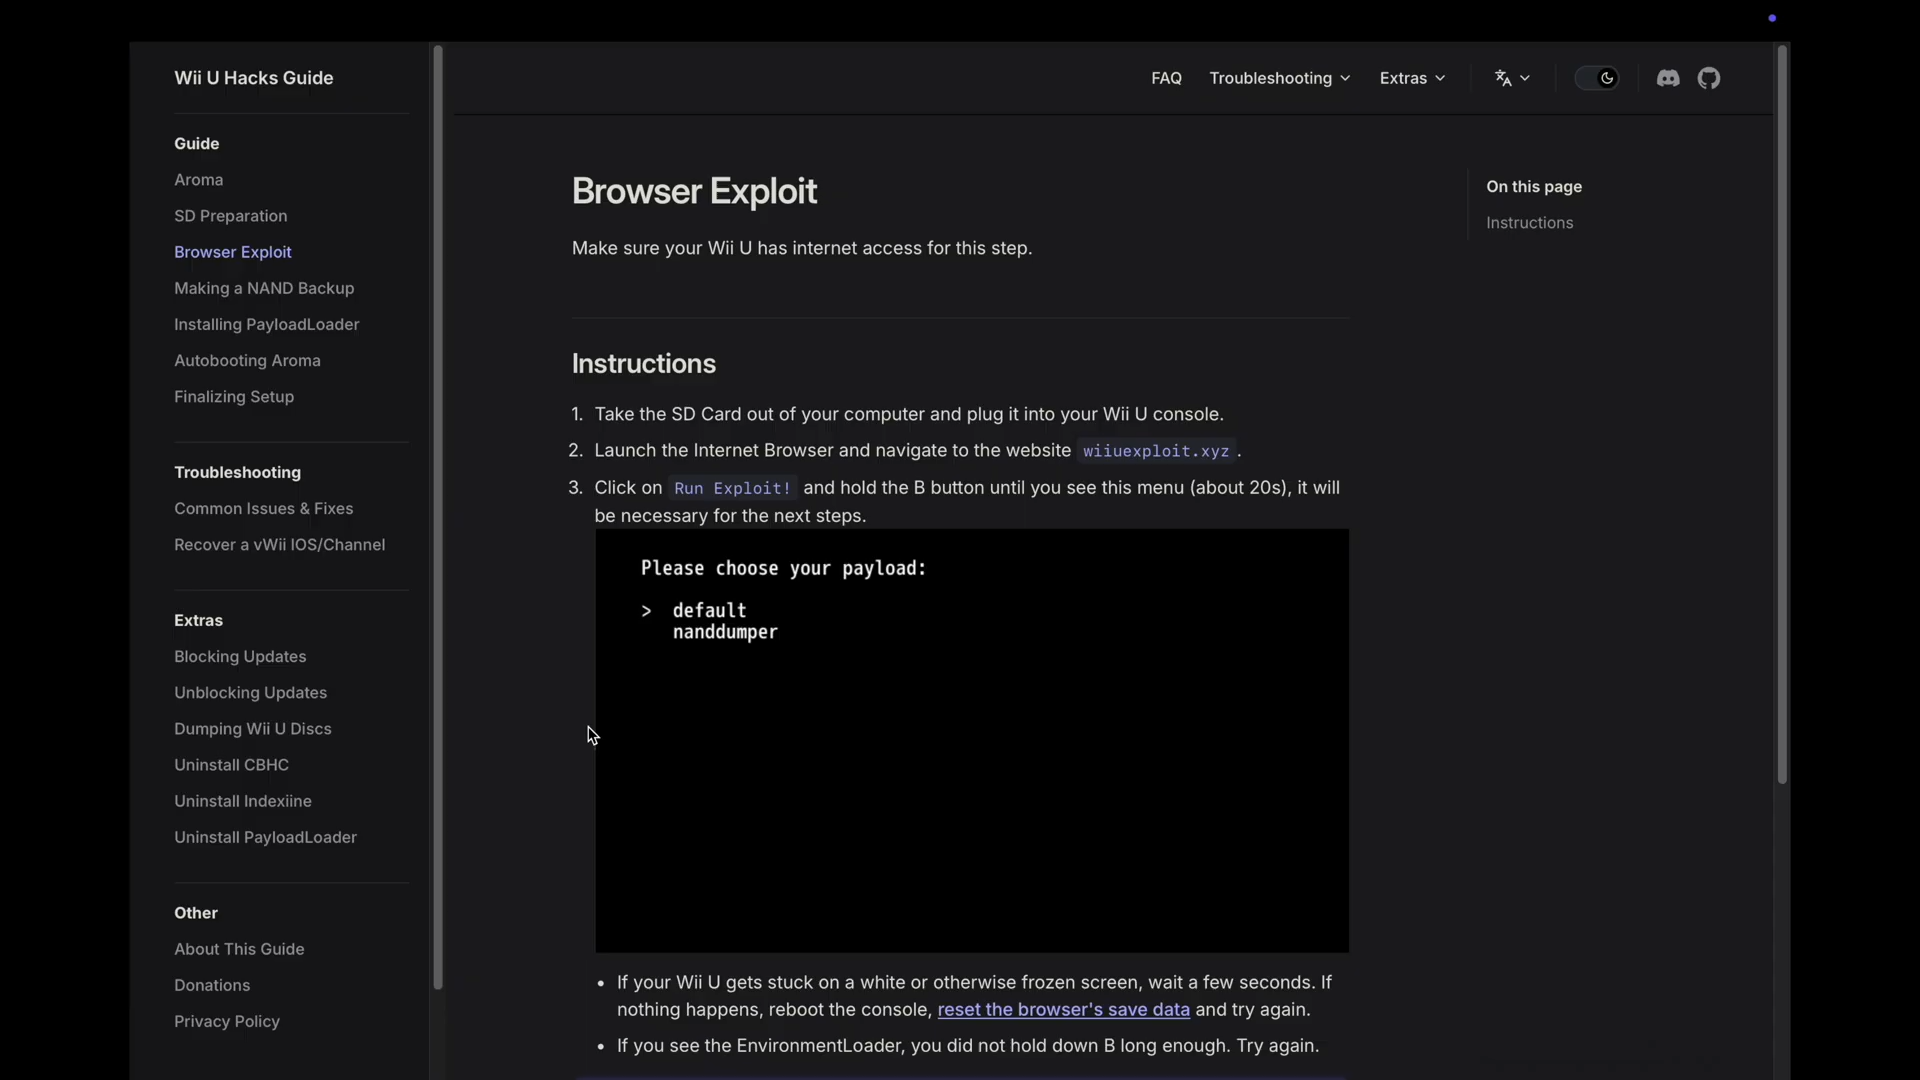 Wii U Hacks Guide
FAQ
Troubleshooting
Extras
Guide
Aroma
SD Preparation
Browser Exploit
Making a NAND Backup
Installing PayloadLoader
Autobooting Aroma
Finalizing Setup
Troubleshooting
Common Issues & Fixes
Recover a vWii IOS/Channel
Extras
Blocking Updates
Unblocking Updates
Dumping Wii U Discs
Uninstall CBHC
Uninstall Indexiine
Uninstall PayloadLoader
Other
About This Guide
Donations
Privacy Policy
Browser Exploit
Make sure your Wii U has internet access for this step.
Instructions
1. Take the SD Card out of your computer and plug it into your Wii U console.
2. Launch the Internet Browser and navigate to the website wiiuexploit.xyz .
3. Click on Run Exploit! and hold the B button until you see this menu (about 20s), it will
be necessary for the next steps.
Please choose your payload:
> default
nanddumper
• If your Wii U gets stuck on a white or otherwise frozen screen, wait a few seconds. If
nothing happens, reboot the console, reset the browser's save data and try again.
• If you see the EnvironmentLoader, you did not hold down B long enough. Try again.
On this page
Instructions